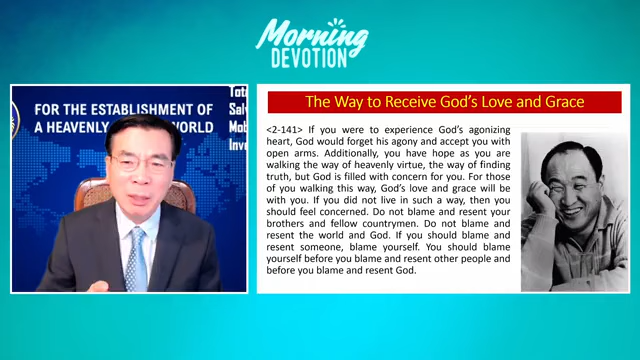 Morning
DEVOTION
Tota
FOR THE ESTABLISHMENT OF
Salv
A HEAVENLY WORLD
Mob
Inve
The Way to Receive God's Love and Grace
<2-141> If you were to experience God's agonizing
heart, God would forget his agony and accept you with
open arms. Additionally, you have hope as you are
walking the way of heavenly virtue, the way of finding
truth, but God is filled with concern for you. For those
of you walking this way, God's love and grace will be
with you. If you did not live in such a way, then you
should feel concerned. Do not blame and resent your
brothers and fellow countrymen. Do not blame and
resent the world and God. If you should blame and
resent someone, blame yourself. You should blame
yourself before you blame and resent other people and
before you blame and resent God.